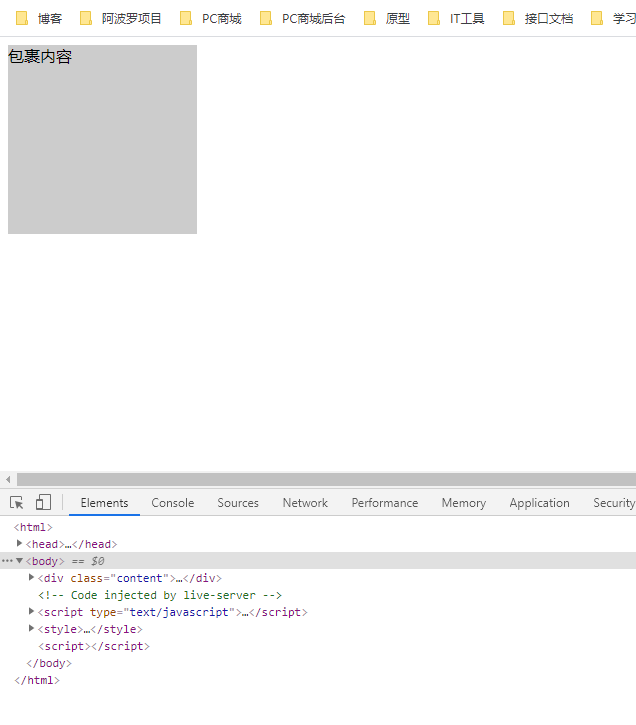 博客 阿波罗项目 PC商城 PC商城后台 原型 IT工具 接口文档 学习
包裹内容
Elements Console Sources Network Performance Memory Application Security
<html>
<head>…</head>
<body> == $0
<div class="content">…</div>
<!-- Code injected by live-server -->
<script type="text/javascript">…</script>
<style>…</style>
<script></script>
</body>
</html>